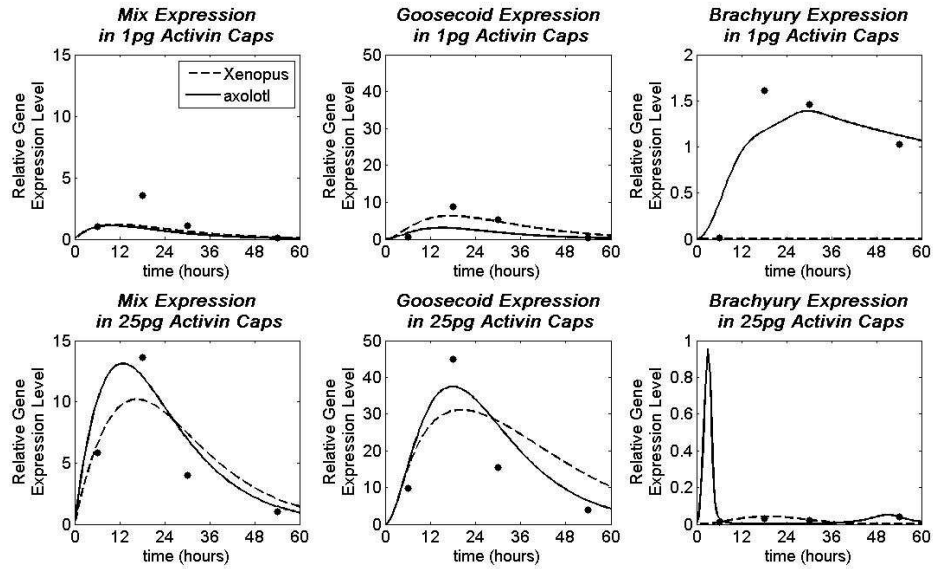 Mix Expression
in 1pg Activin Caps
Goosecoid Expression
in 1pg Activin Caps
Brachyury Expression
in 1pg Activin Caps
Relative Gene
Expression Level
15
10
5
0
Xenopus
axolotl
0 12 24 36 48 60
time (hours)
Relative Gene
Expression Level
50
40
30
20
10
0
0 12 24 36 48 60
time (hours)
Relative Gene
Expression Level
2
1.5
1
0.5
0
0 12 24 36 48 60
time (hours)
Mix Expression
in 25pg Activin Caps
Goosecoid Expression
in 25pg Activin Caps
Brachyury Expression
in 25pg Activin Caps
Relative Gene
Expression Level
15
10
5
0
0 12 24 36 48 60
time (hours)
Relative Gene
Expression Level
50
40
30
20
10
0
0 12 24 36 48 60
time (hours)
Relative Gene
Expression Level
1
0.8
0.6
0.4
0.2
0
0 12 24 36 48 60
time (hours)